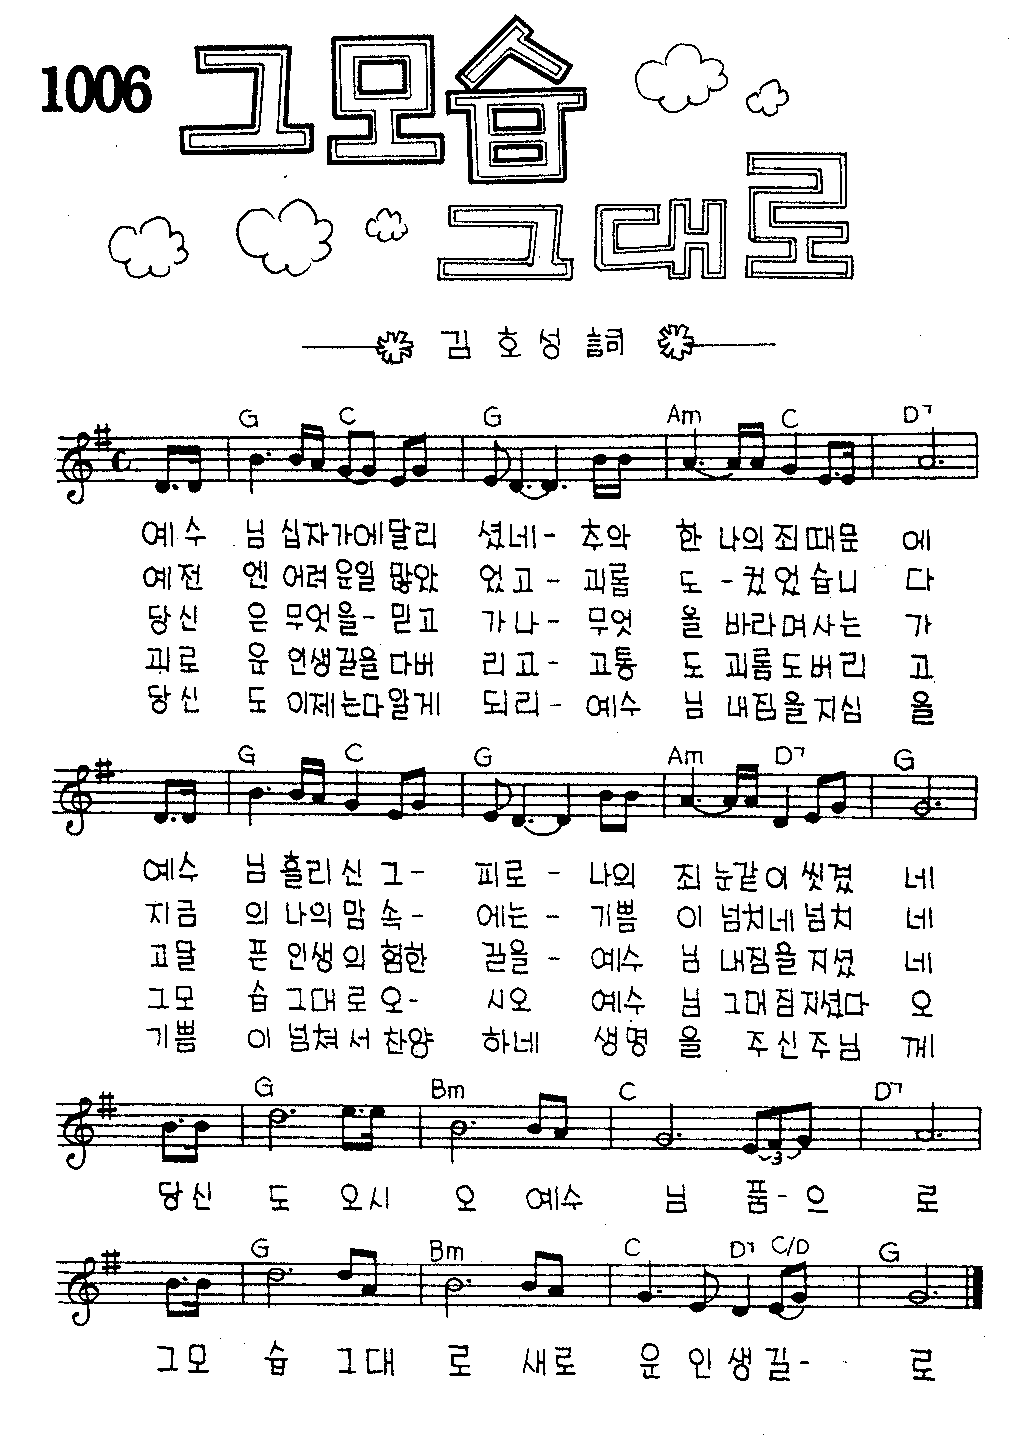 1006
그모습
그대로
김호성 詞
G C G Am C D7
예수 님 십자가에달리 셨네- 추악 한 나의 죄때문 에
예전 엔 어려운일 많았 었고- 괴롬 도 -컸었습니 다
당신 은 무엇을- 믿고 가나- 무엇 을 바라며사는 가
괴로 운 인생길을 다버 리고- 고통 도 괴롬도버리 고
당신 도 이제는다알게 되리- 예수 님 내짐을지심 을
G C G Am D7 G
예수 님 흘리신 그- 피로 - 나의 죄 눈같이 씻겼 네
지금 의 나의 맘 속- 에는- 기쁨 이 넘치네 넘치 네
고달 픈 인생의 험한 길을 - 예수 님 내짐을 지셨 네
그모 습 그대로 오- 시오 예수 님 그대짐지셨다 오
기쁨 이 넘쳐서 찬양 하네 생명 을 주신주님 께
G Bm C D7
3
당신 도 오시 오 예수 님 품-으 로
G Bm C D7 C/D G
그모 습 그대 로 새로 운 인생길- 로